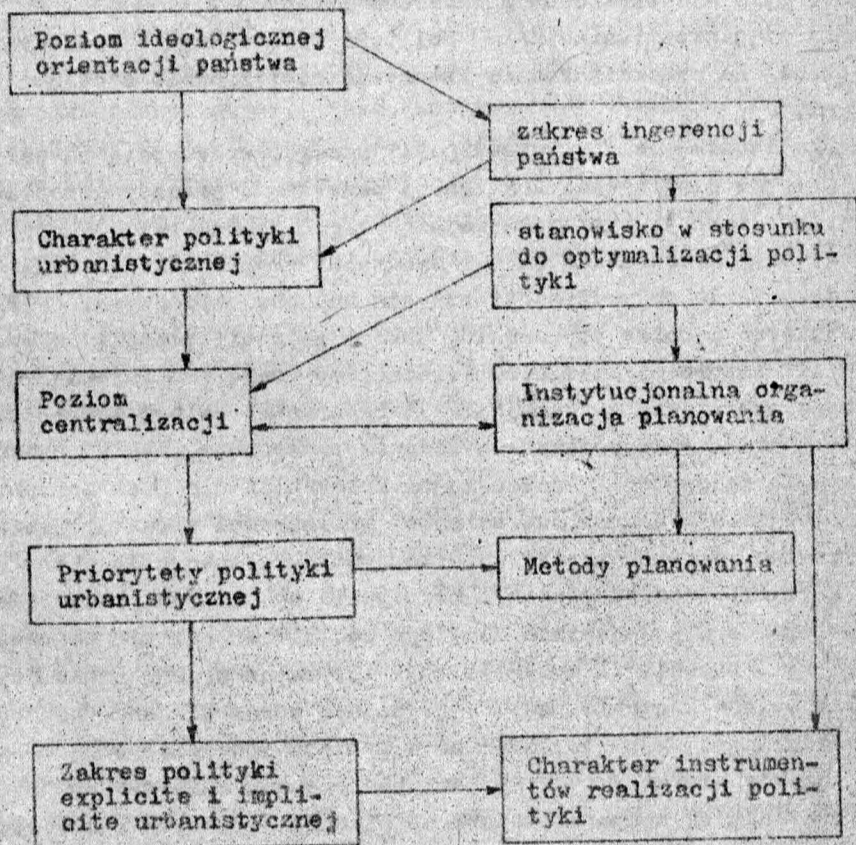 Poziom ideologicznej
orientacji państwa
zakres ingerencji
państwa
Charakter polityki
urbanistycznej
stanowisko w stosunku
do optymalizacji poli-
tyki
Poziom
centralizacji
Instytucjonalna orga-
nizacja planowania
Priorytety polityki
urbanistycznej
Metody planowania
Zakres polityki
explicite i impli-
cite urbanistycznej
Charakter instrumen-
tów realizacji poli-
tyki